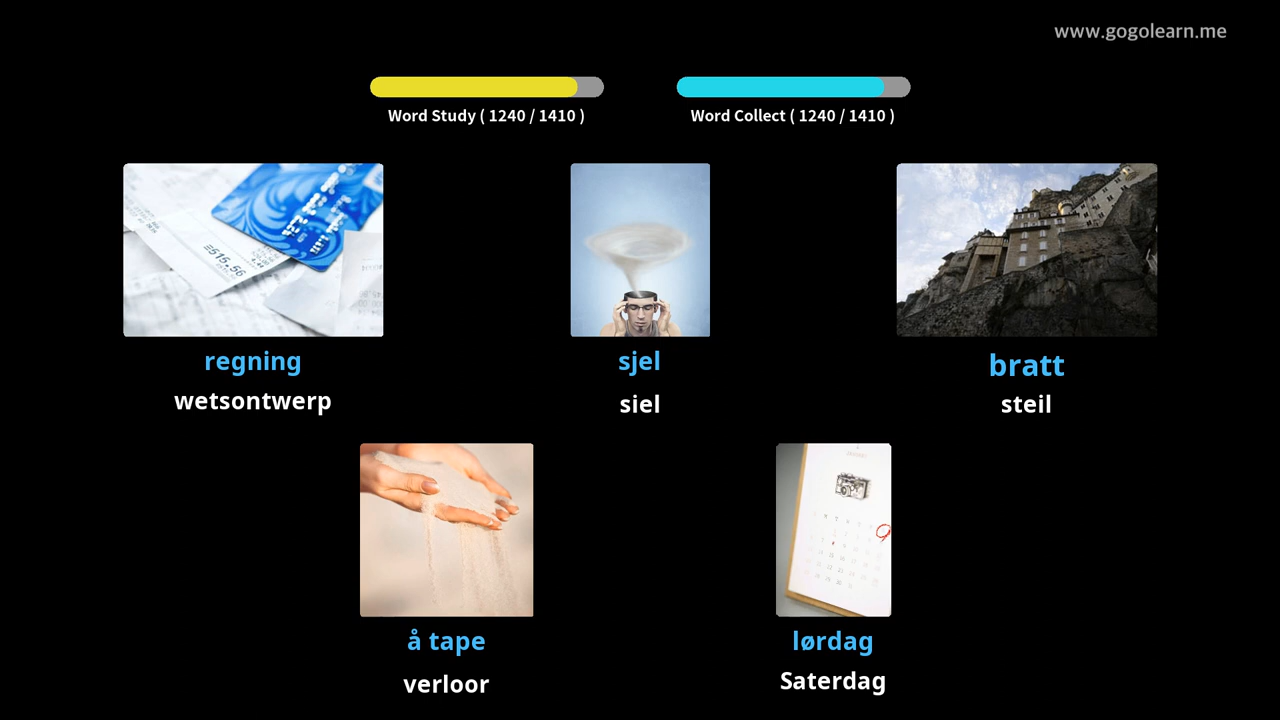 www.gogolearn.me
Word Study ( 1240 / 1410 )
Word Collect ( 1240 / 1410 )
regning
wetsontwerp
sjel
siel
bratt
steil
å tape
verloor
lørdag
Saterdag